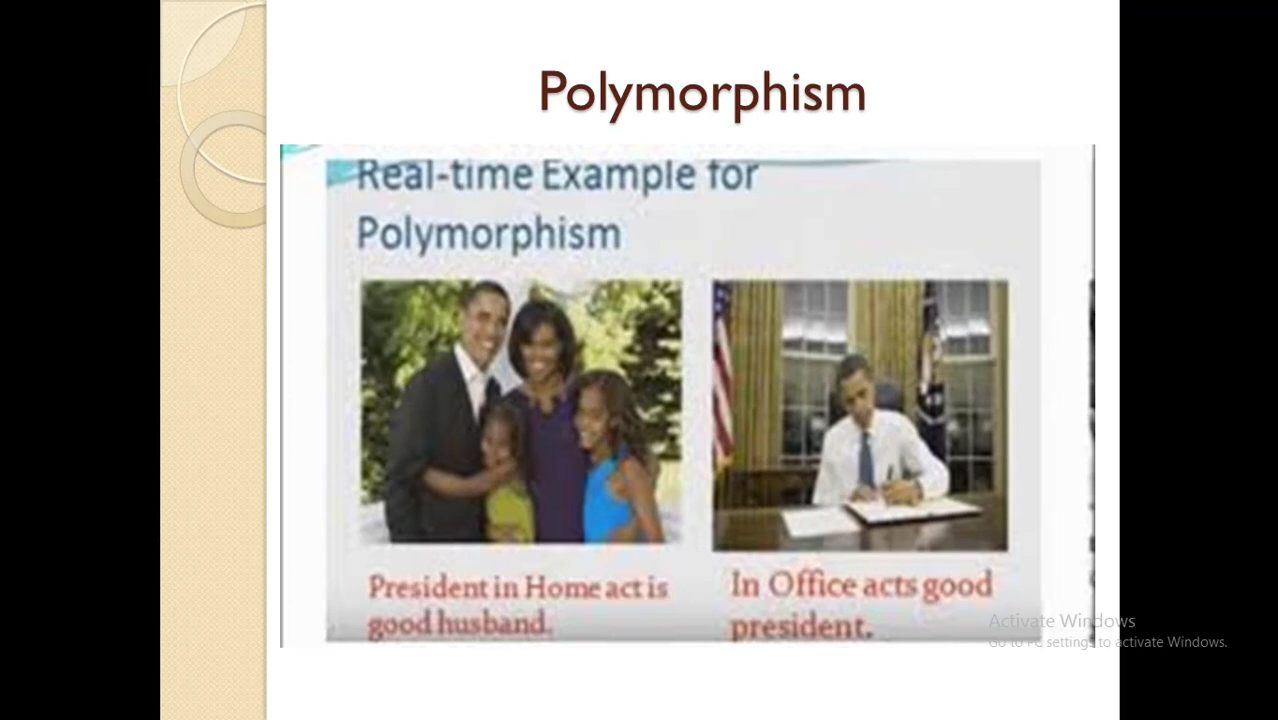 Polymorphism
Real-time Example for
Polymorphism
President in Home act is
good husband.
In Office acts good
president.
Activate Windows
Go to PC settings to activate Windows.